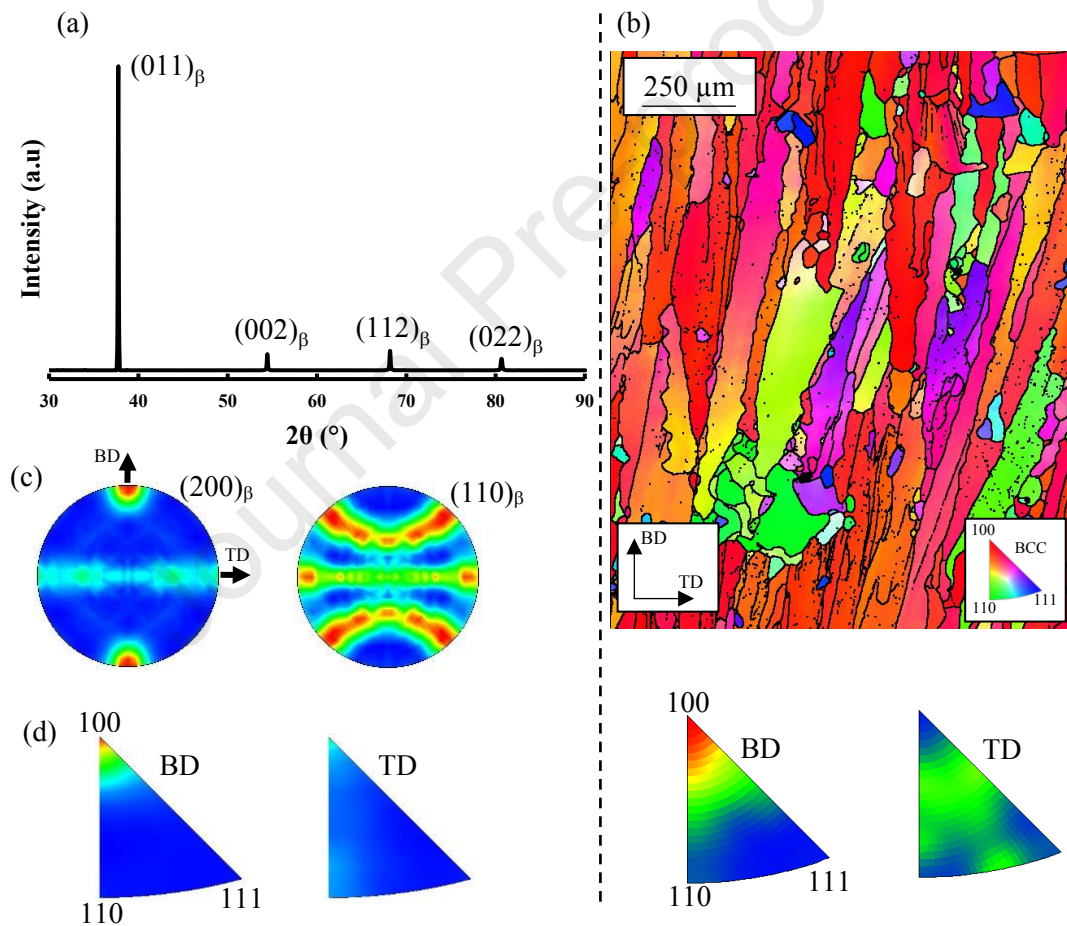 (a)
(011)β
(002)β
(112)β
(022)β
Intensity (a.u)
30 40 50 60 70 80 90
2θ (°)
(b)
250 µm
BD
TD
100
BCC
110
111
(c)
BD
(200)β
TD
(110)β
(d)
100
BD
110
111
TD
100
BD
110
111
TD
Journal Pre-proo